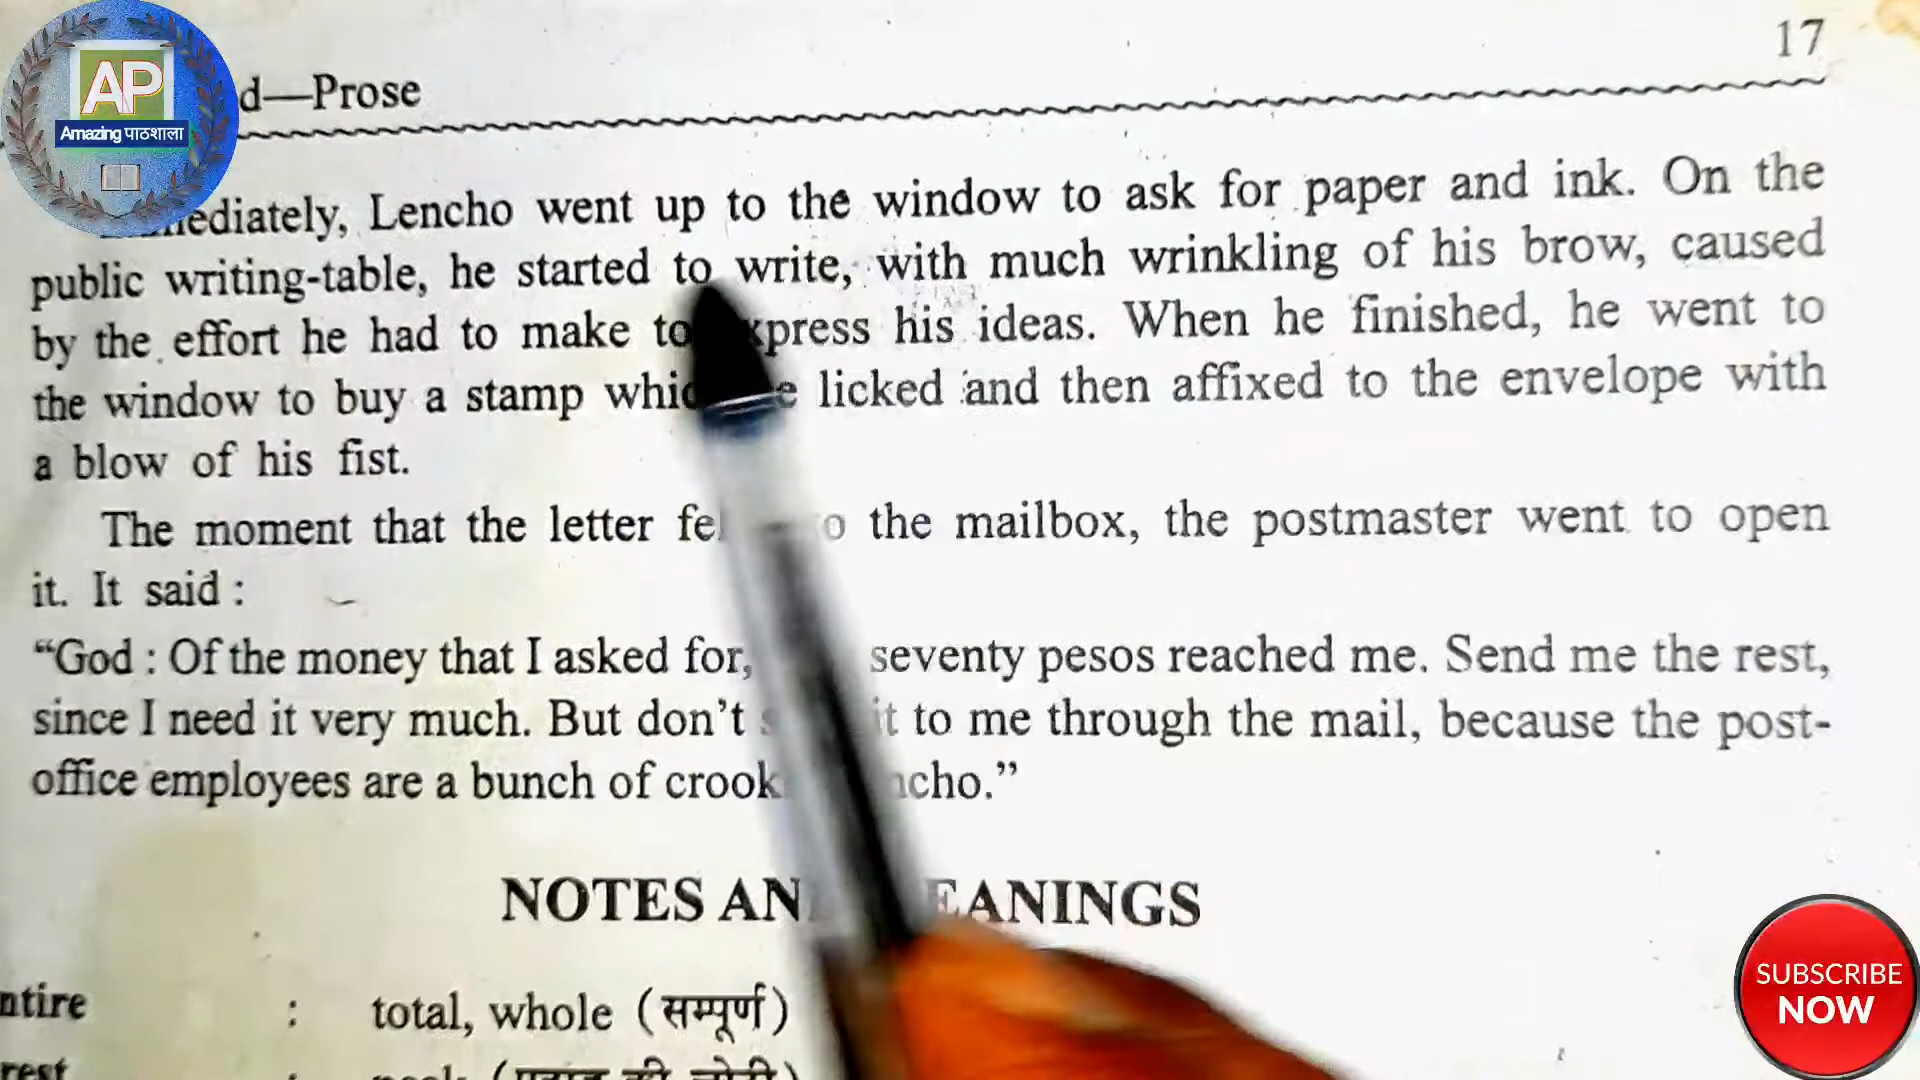 17
d—Prose
AP
Amazing पाठशाला
ediately, Lencho went up to the window to ask for paper and ink. On the
public writing-table, he started to write, with much wrinkling of his brow, caused
by the effort he had to make to xpress his ideas. When he finished, he went to
the window to buy a stamp whic e licked and then affixed to the envelope with
a blow of his fist.
The moment that the letter fe o the mailbox, the postmaster went to open
it. It said :
“God : Of the money that I asked for, seventy pesos reached me. Send me the rest,
since I need it very much. But don’t s it to me through the mail, because the post-
office employees are a bunch of crook ncho.”
NOTES AN EANINGS
ntire : total, whole (सम्पूर्ण)
rest :
SUBSCRIBE
NOW